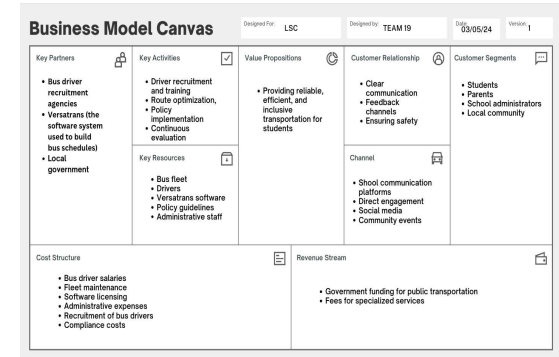 Business Model Canvas
Designed For:
LSC
Designed by:
TEAM 19
Date:
03/05/24
Version:
1
Key Partners
• Bus driver
recruitment
agencies
• Versatrans (the
software system
used to build
bus schedules)
• Local
government
Key Activities
• Driver recruitment
and training
• Route optimization,
• Policy
implementation
• Continuous
evaluation
Key Resources
• Bus fleet
• Drivers
• Versatrans software
• Policy guidelines
• Administrative staff
Value Propositions
• Providing reliable,
efficient, and
inclusive
transportation for
students
Customer Relationship
• Clear
communication
• Feedback
channels
• Ensuring safety
Channel
• Shool communication
platforms
• Direct engagement
• Social media
• Community events
Customer Segments
• Students
• Parents
• School administrators
• Local community
Cost Structure
• Bus driver salaries
• Fleet maintenance
• Software licensing
• Administrative expenses
• Recruitment of bus drivers
• Compliance costs
Revenue Stream
• Government funding for public transportation
• Fees for specialized services